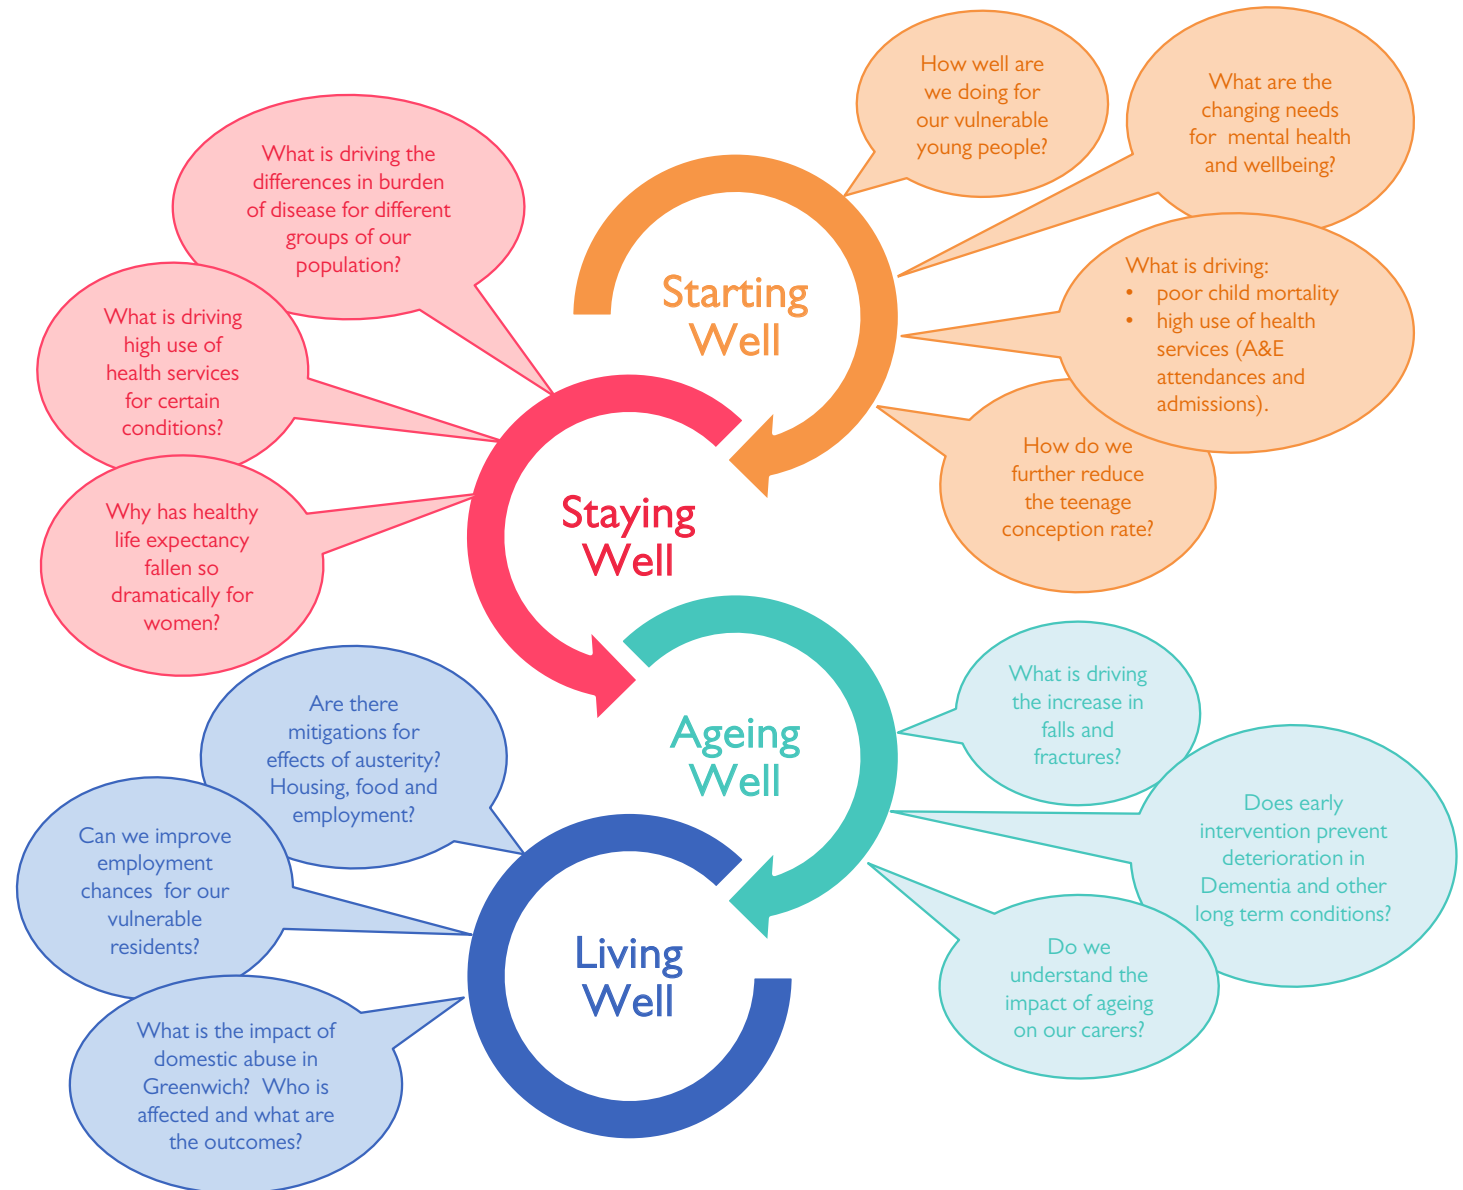 How well are
we doing for
our vulnerable
young people?
What are the
changing needs
for  mental health
and wellbeing?
What is driving:
• poor child mortality
• high use of health
services (A&E
attendances and
admissions).
How do we
further reduce
the teenage
conception rate?
Starting
Well
What is driving the
differences in burden
of disease for different
groups of our
population?
What is driving
high use of
health services
for certain
conditions?
Why has healthy
life expectancy
fallen so
dramatically for
women?
Staying
Well
What is driving
the increase in
falls and
fractures?
Does early
intervention prevent
deterioration in
Dementia and other
long term conditions?
Do we
understand the
impact of ageing
on our carers?
Ageing
Well
Are there
mitigations for
effects of austerity?
Housing, food and
employment?
Can we improve
employment
chances  for our
vulnerable
residents?
What is the impact of
domestic abuse in
Greenwich?  Who is
affected and what are
the outcomes?
Living
Well